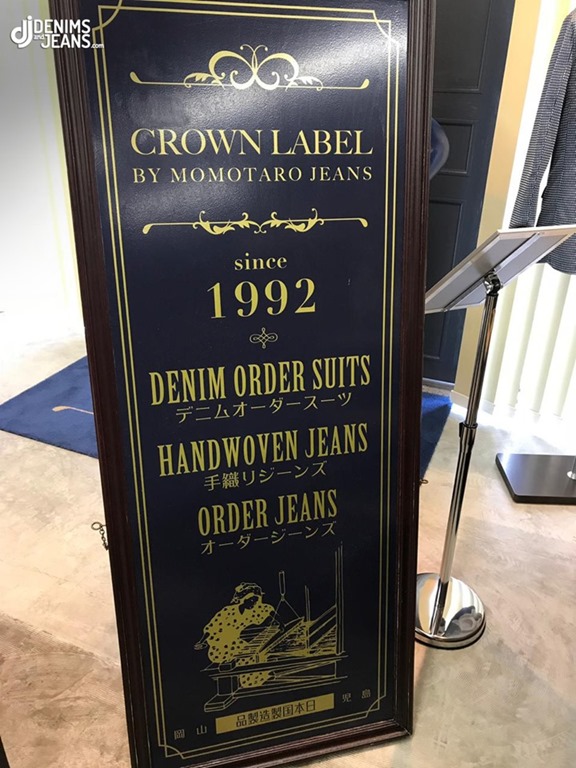 DENIMS and JEANS.com
CROWN LABEL
BY MOMOTARO JEANS
since
1992
DENIM ORDER SUITS
デニムオーダースーツ
HANDWOVEN JEANS
手織リジーンズ
ORDER JEANS
オーダージーンズ
岡山 品製造製国本日 児島